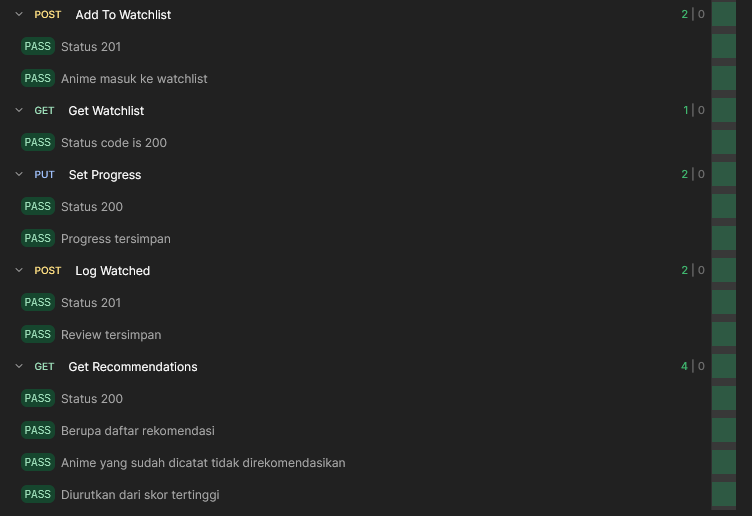 POST Add To Watchlist 2 | 0
PASS Status 201
PASS Anime masuk ke watchlist
GET Get Watchlist 1 | 0
PASS Status code is 200
PUT Set Progress 2 | 0
PASS Status 200
PASS Progress tersimpan
POST Log Watched 2 | 0
PASS Status 201
PASS Review tersimpan
GET Get Recommendations 4 | 0
PASS Status 200
PASS Berupa daftar rekomendasi
PASS Anime yang sudah dicatat tidak direkomendasikan
PASS Diurutkan dari skor tertinggi